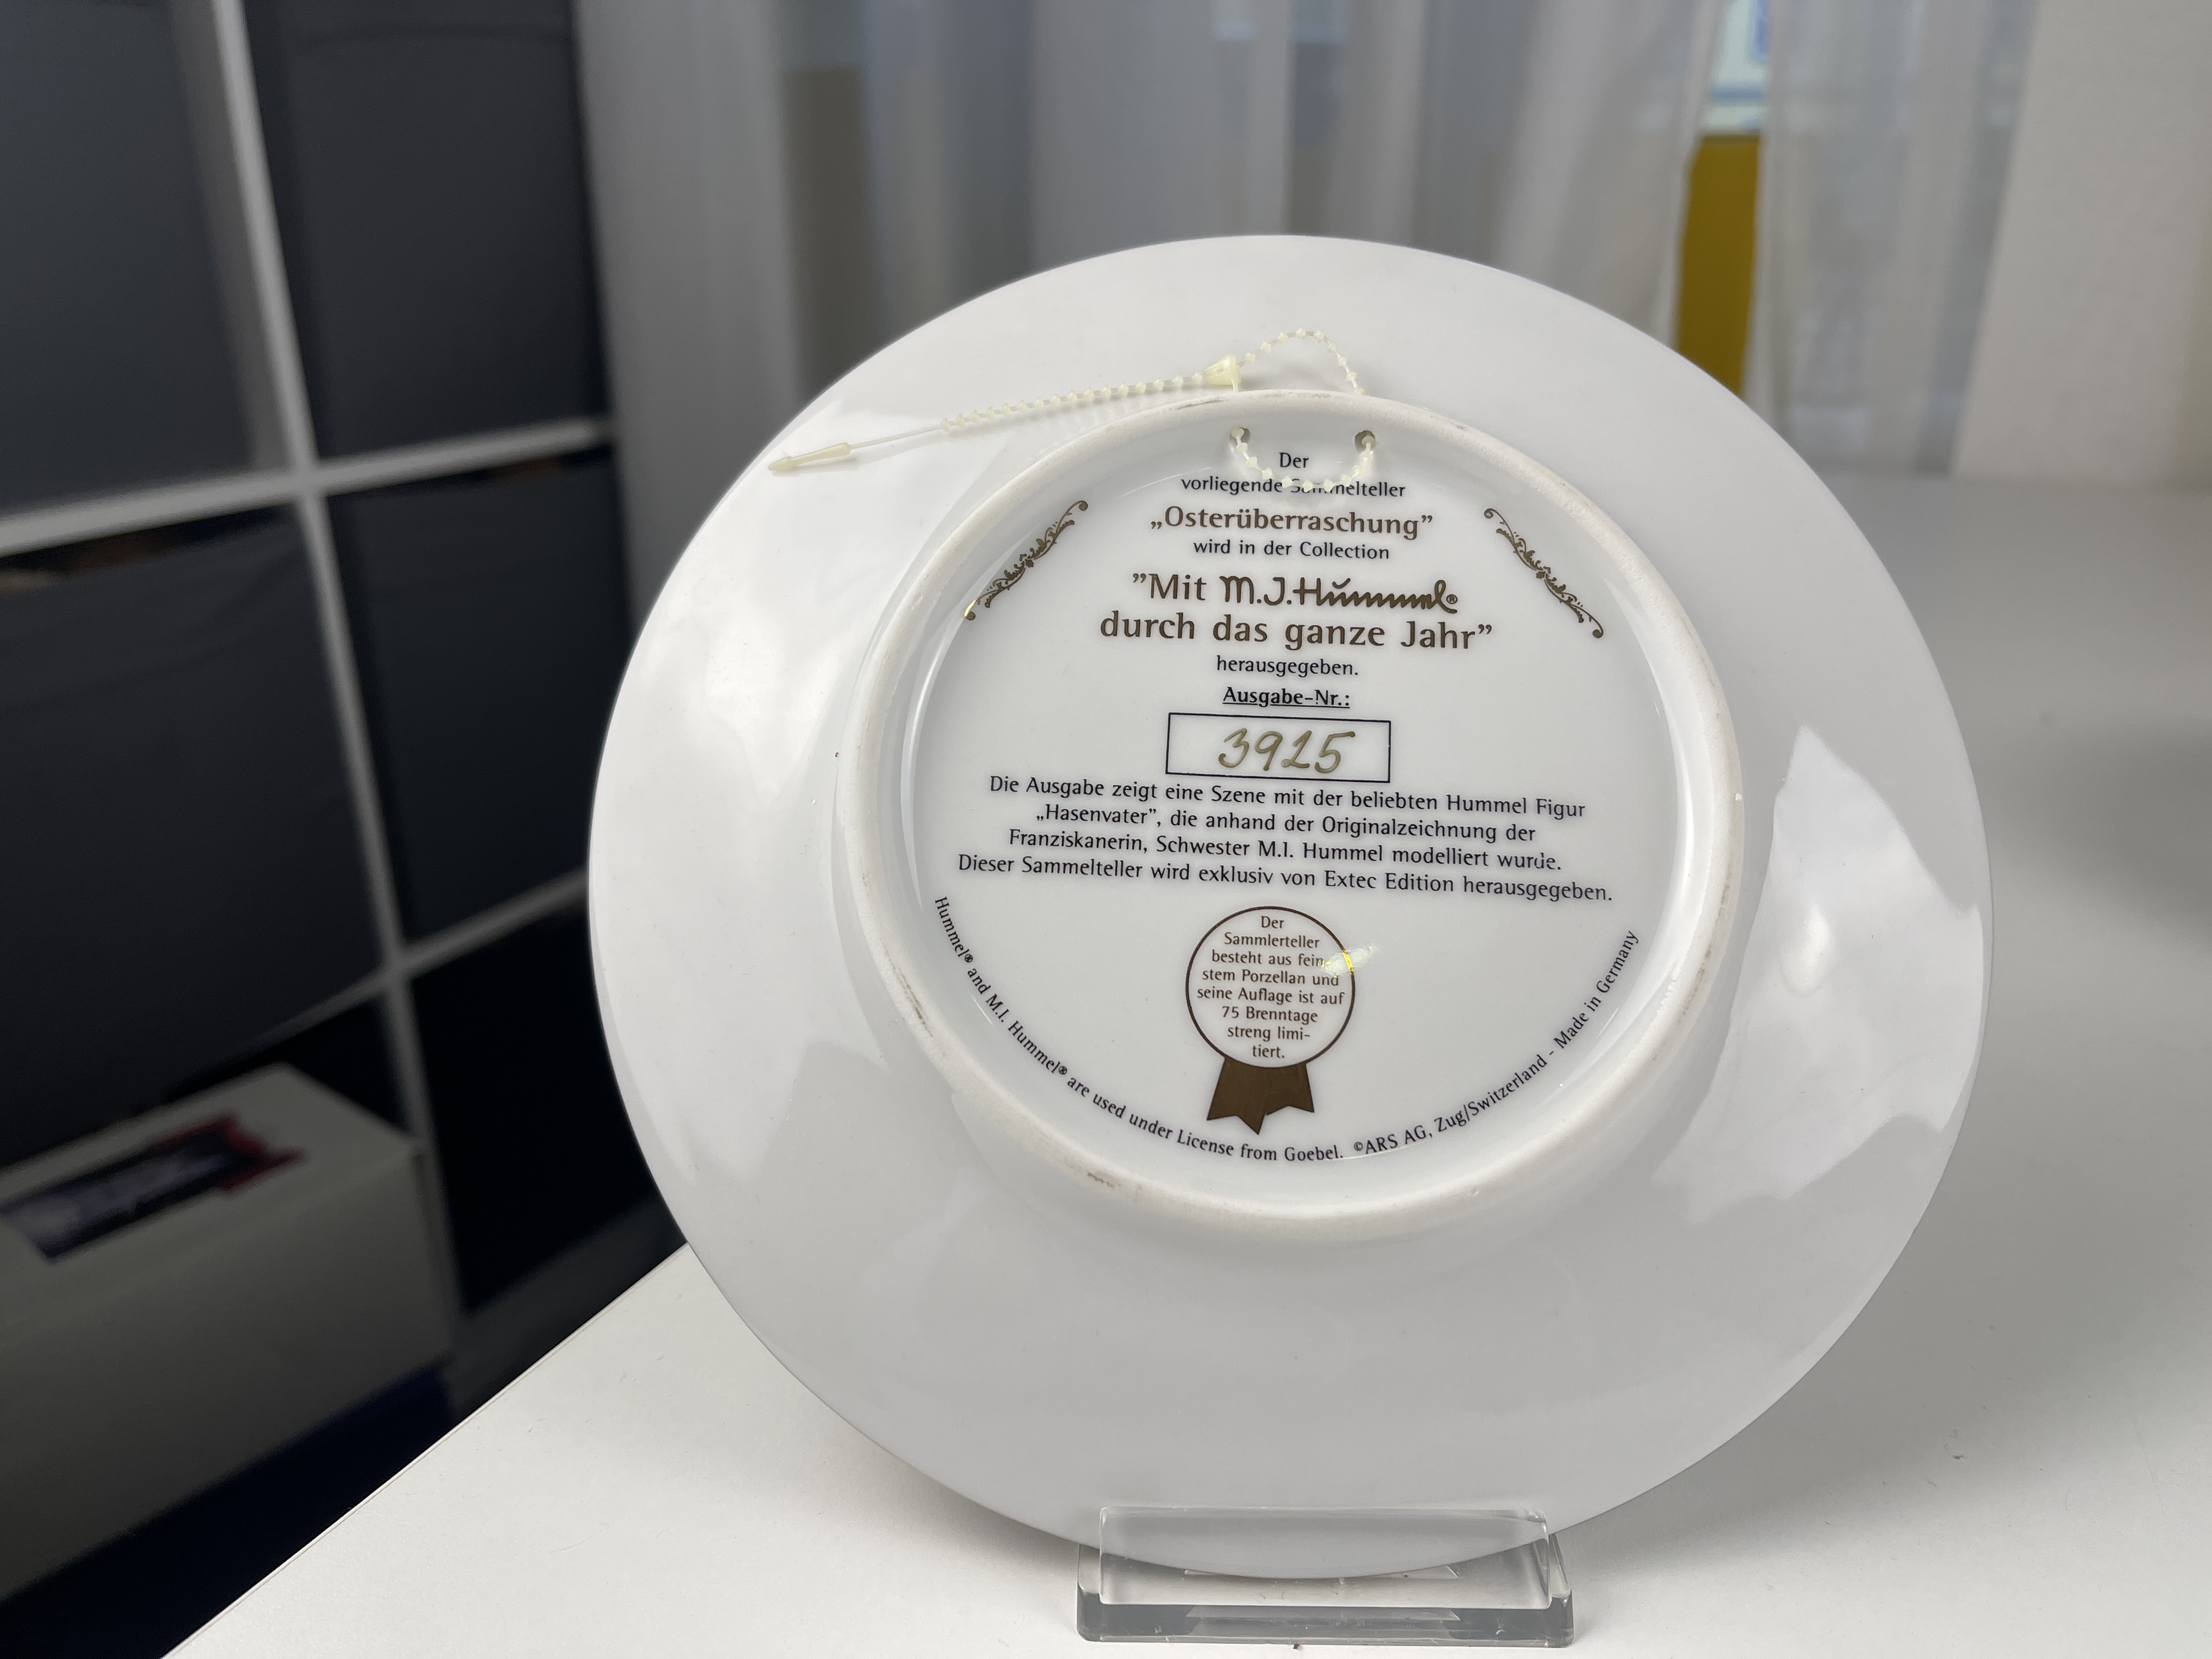 Der
vorliegende Sammelteller
„Osterüberraschung”
wird in der Collection
”Mit M.J.Hummel®
durch das ganze Jahr”
herausgegeben.
Ausgabe-Nr.:
3925
Die Ausgabe zeigt eine Szene mit der beliebten Hummel Figur
„Hasenvater”, die anhand der Originalzeichnung der
Franziskanerin, Schwester M.I. Hummel modelliert wurde.
Dieser Sammelteller wird exklusiv von Extec Edition herausgegeben.
Der
Sammlerteller
besteht aus fein-
stem Porzellan und
seine Auflage ist auf
75 Brenntage
streng limi-
tiert.
Hummel® and M.I. Hummel® are used under License from Goebel. ©ARS AG, Zug/Switzerland - Made in Germany